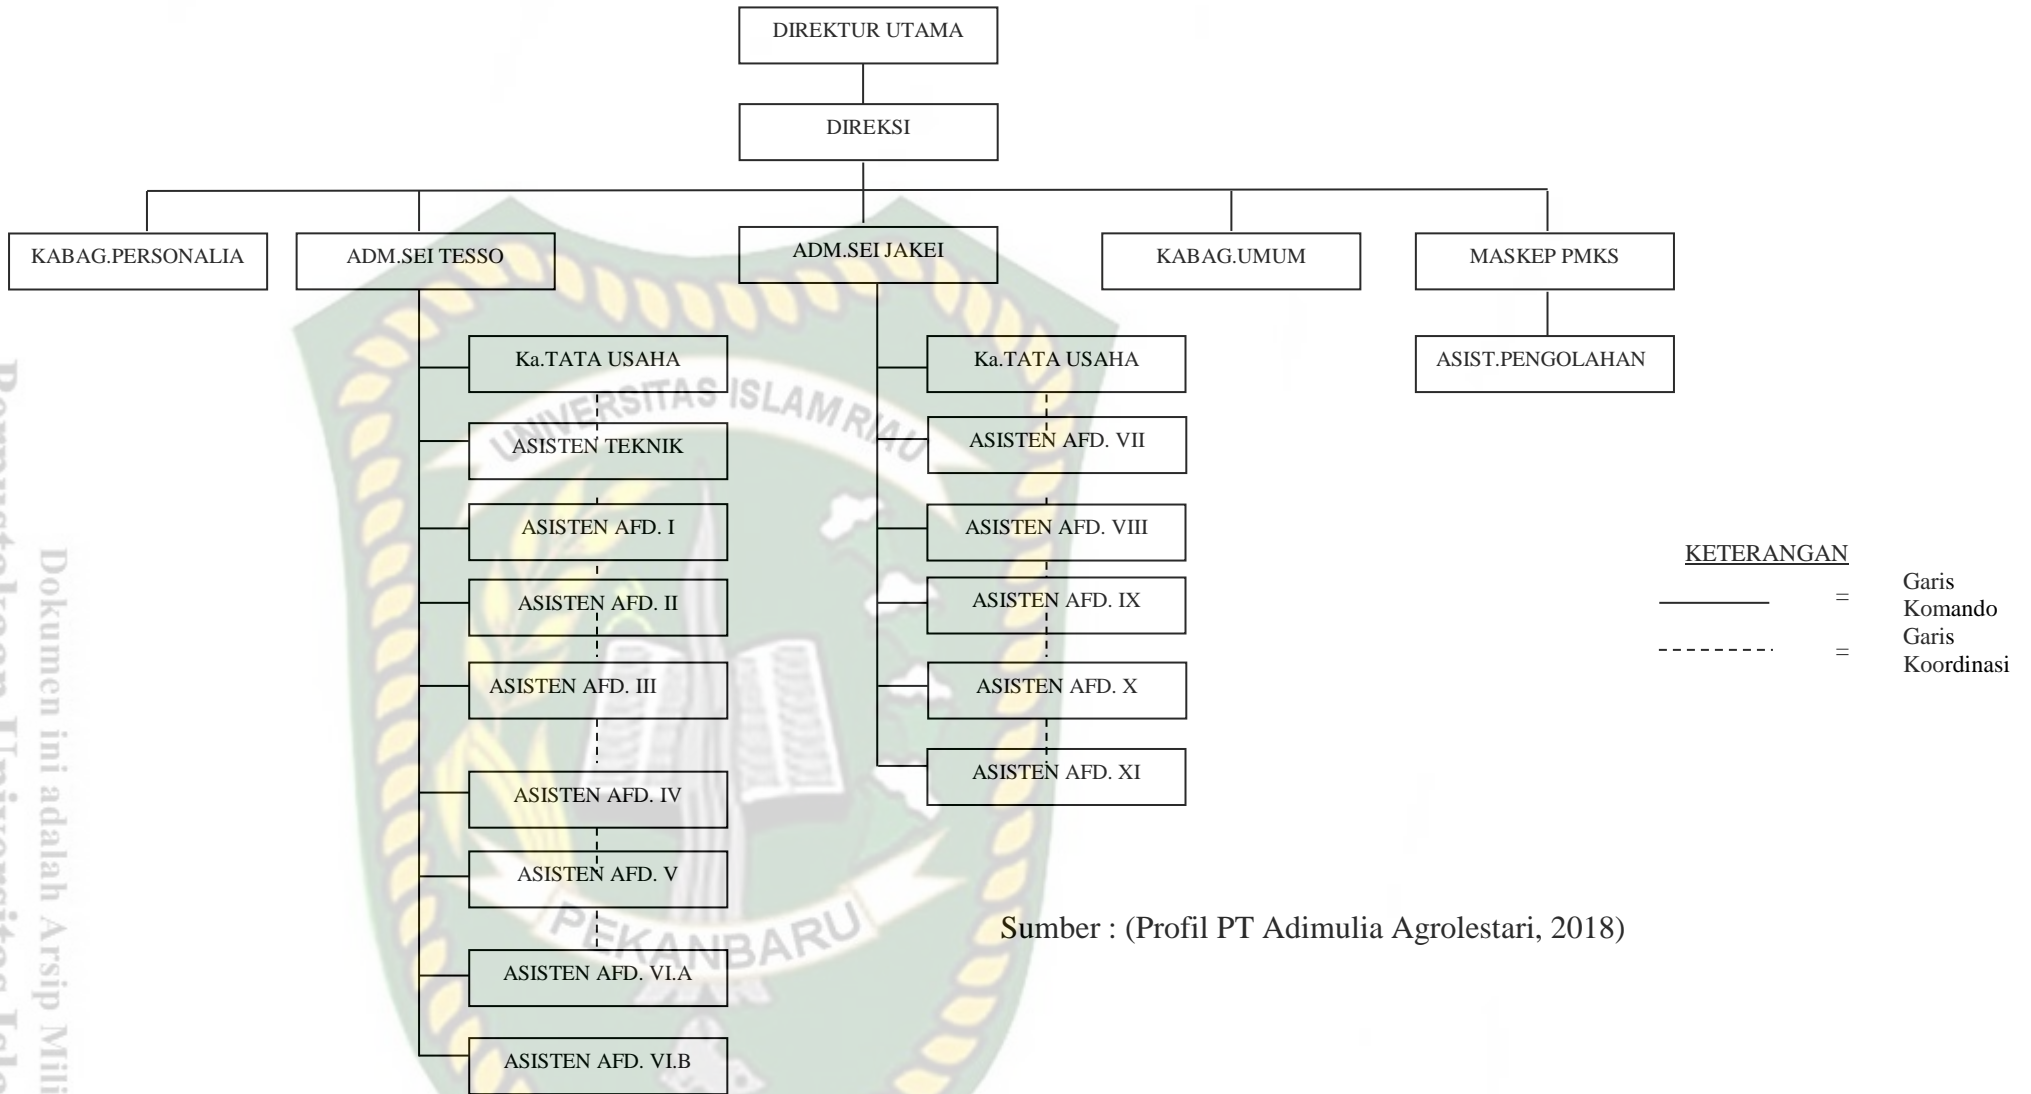 DIREKTUR UTAMA
DIREKSI
KABAG.PERSONALIA
ADM.SEI TESSO
ADM.SEI JAKEI
KABAG.UMUM
MASKEP PMKS
Ka.TATA USAHA
ASISTEN TEKNIK
ASISTEN AFD. I
ASISTEN AFD. II
ASISTEN AFD. III
ASISTEN AFD. IV
ASISTEN AFD. V
ASISTEN AFD. VI.A
ASISTEN AFD. VI.B
Ka.TATA USAHA
ASISTEN AFD. VII
ASISTEN AFD. VIII
ASISTEN AFD. IX
ASISTEN AFD. X
ASISTEN AFD. XI
ASIST.PENGOLAHAN
KETERANGAN
= Garis
Komando
= Garis
Koordinasi
Sumber : (Profil PT Adimulia Agrolestari, 2018)
UNIVERSITAS ISLAM RIAU
PEKANBARU
Dokumen ini adalah Arsip Mili